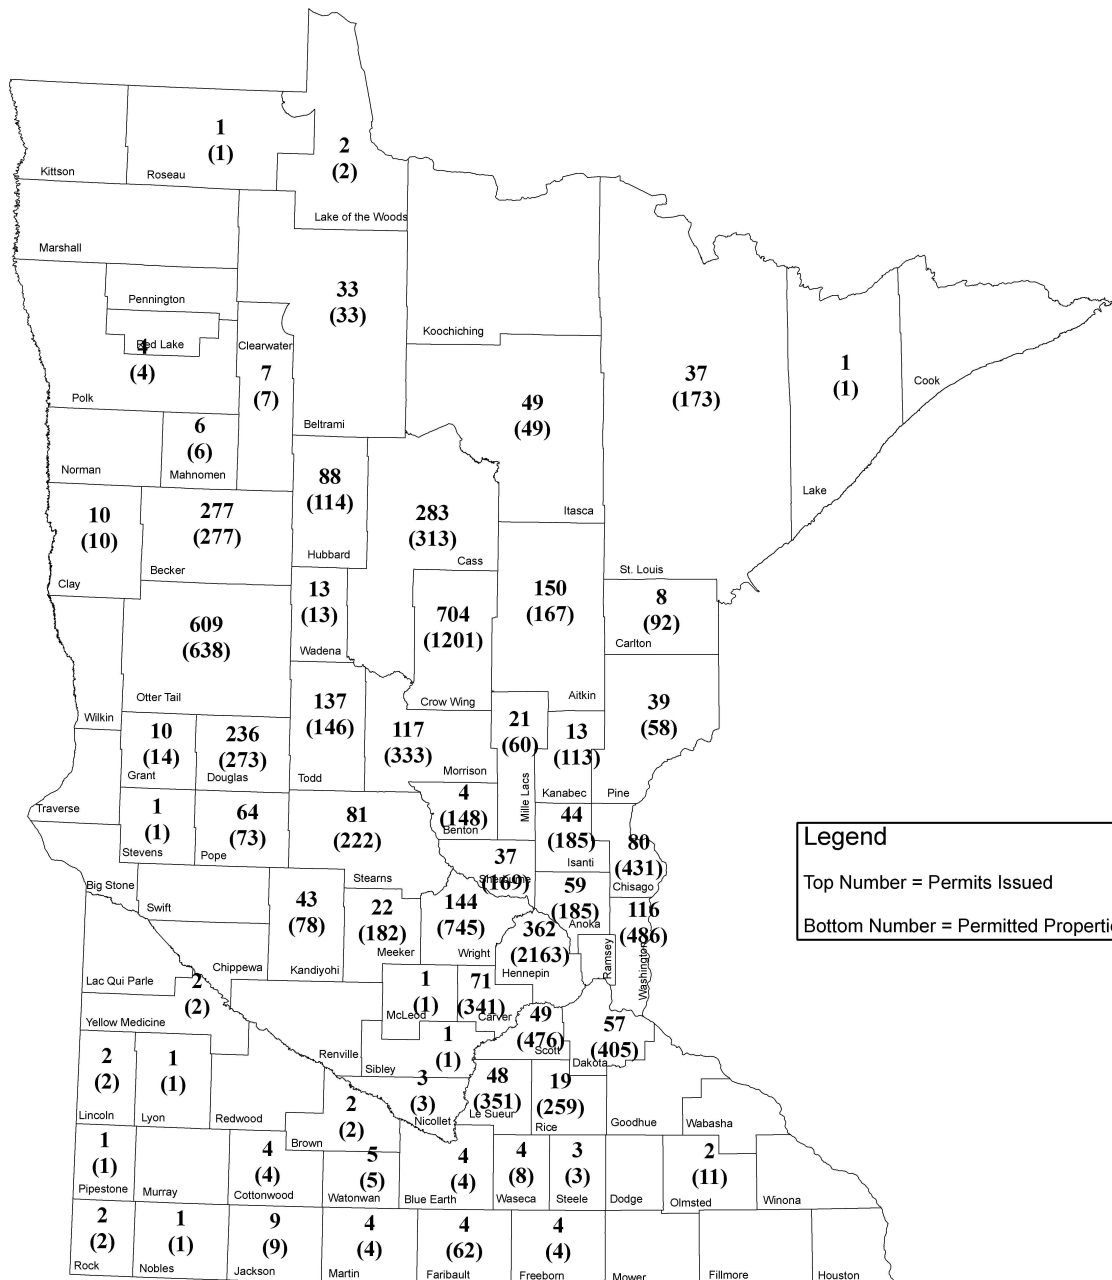 1
(1)
Kittson
Roseau
2
(2)
Lake of the Woods
Marshall
Pennington
Red Lake
4
(4)
Polk
Clearwater
7
(7)
33
(33)
Beltrami
Koochiching
49
(49)
Itasca
37
(173)
St. Louis
1
(1)
Lake
Cook
Norman
6
(6)
Mahnomen
88
(114)
Hubbard
283
(313)
Cass
10
(10)
Clay
277
(277)
Becker
13
(13)
Wadena
704
(1201)
Crow Wing
150
(167)
Aitkin
8
(92)
Carlton
609
(638)
Otter Tail
Wilkin
137
(146)
Todd
117
(333)
Morrison
21
(60)
Mille Lacs
13
(113)
Kanabec
39
(58)
Pine
10
(14)
Grant
236
(273)
Douglas
Traverse
1
(1)
Stevens
64
(73)
Pope
81
(222)
Stearns
4
(148)
Benton
44
(185)
Isanti
80
(431)
Chisago
Legend
Top Number = Permits Issued
Bottom Number = Permitted Properti
Big Stone
Swift
37
(169)
Sherburne
59
(185)
Anoka
116
(486)
Washington
Ramsey
43
(78)
Kandiyohi
22
(182)
Meeker
144
(745)
Wright
362
(2163)
Hennepin
Chippewa
Lac Qui Parle
2
(2)
Yellow Medicine
1
(1)
McLeod
71
(341)
Carver
49
(476)
Scott
57
(405)
Dakota
Renville
1
(1)
Sibley
2
(2)
Lincoln
1
(1)
Lyon
Redwood
2
(2)
Brown
3
(3)
Nicollet
48
(351)
Le Sueur
19
(259)
Rice
Goodhue
Wabasha
1
(1)
Pipestone
Murray
4
(4)
Cottonwood
5
(5)
Watonwan
4
(4)
Blue Earth
4
(8)
Waseca
3
(3)
Steele
Dodge
2
(11)
Olmsted
Winona
2
(2)
Rock
1
(1)
Nobles
9
(9)
Jackson
4
(4)
Martin
4
(62)
Faribault
4
(4)
Freeborn
Mower
Fillmore
Houston